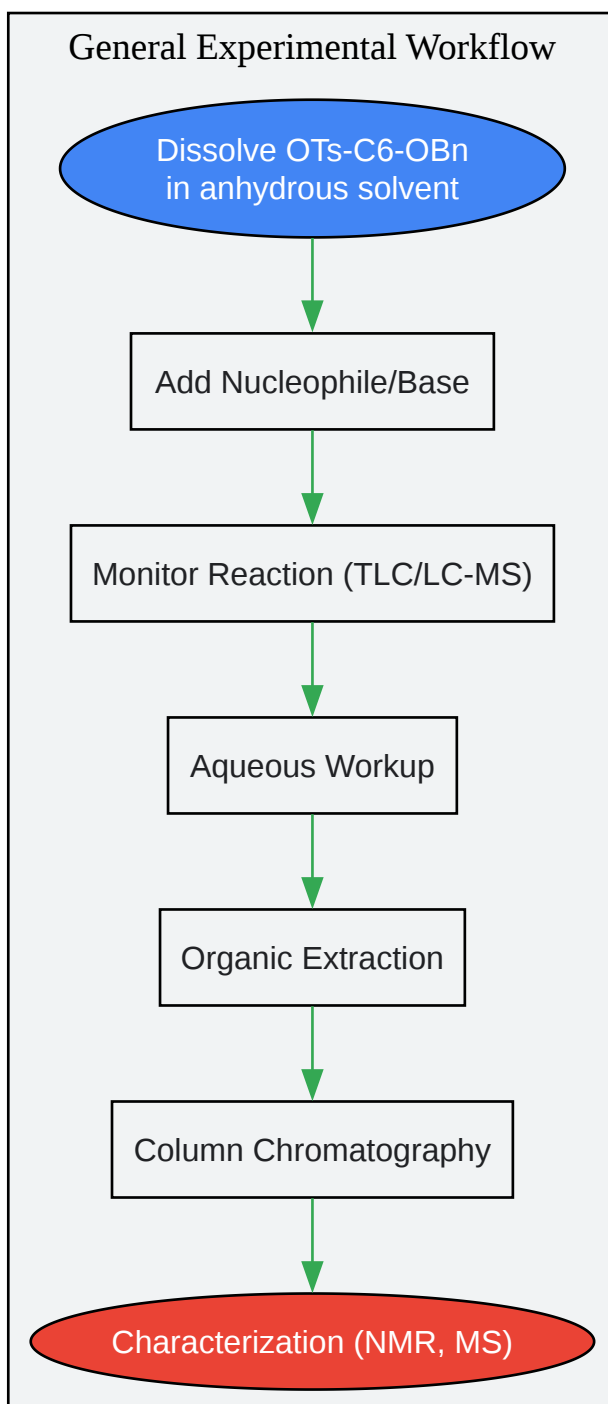 General Experimental Workflow
Dissolve OTs-C6-OBn
in anhydrous solvent
Add Nucleophile/Base
Monitor Reaction (TLC/LC-MS)
Aqueous Workup
Organic Extraction
Column Chromatography
Characterization (NMR, MS)